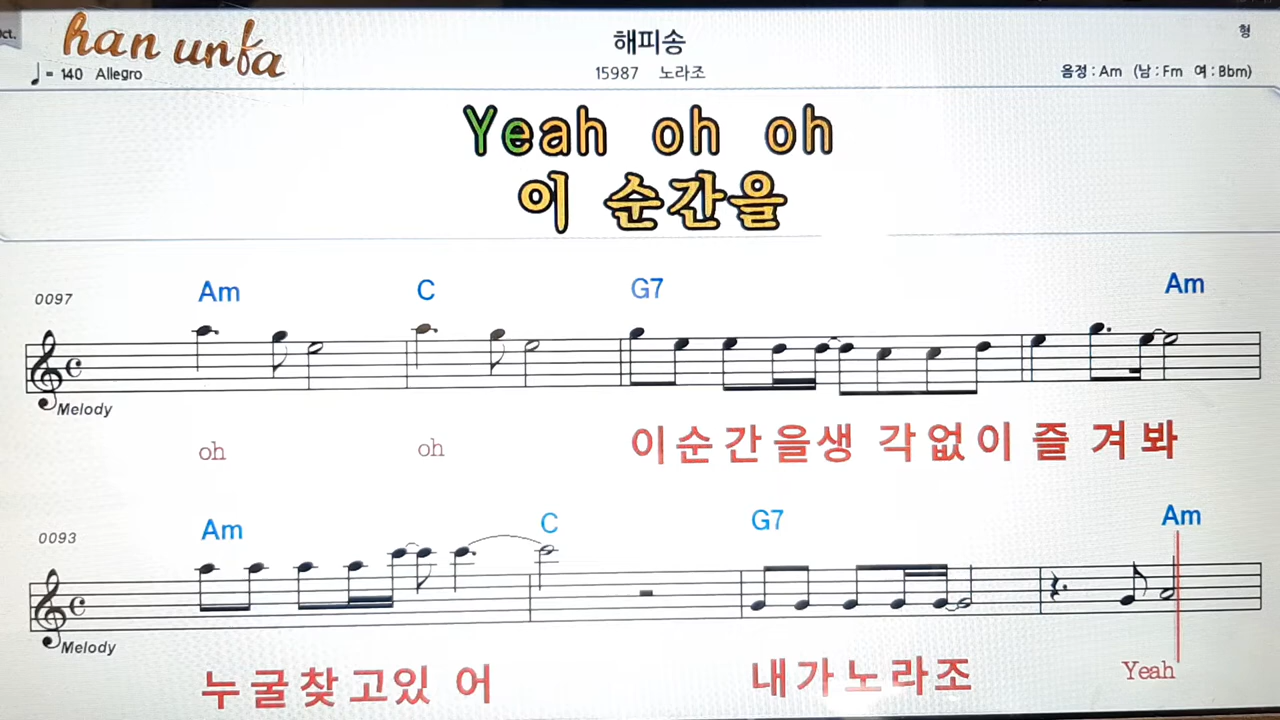 Oct.
han unfa
해피송
형
♩= 140 Allegro
15987 노라조
음정 : Am (남 : Fm 여 : Bbm)
Yeah oh oh
이 순간을
0097 Am C G7 Am
Melody
oh oh 이순간을생 각없이 즐겨봐
0093 Am C G7 Am
Melody
누굴찾고있 어 내가노라조 Yeah